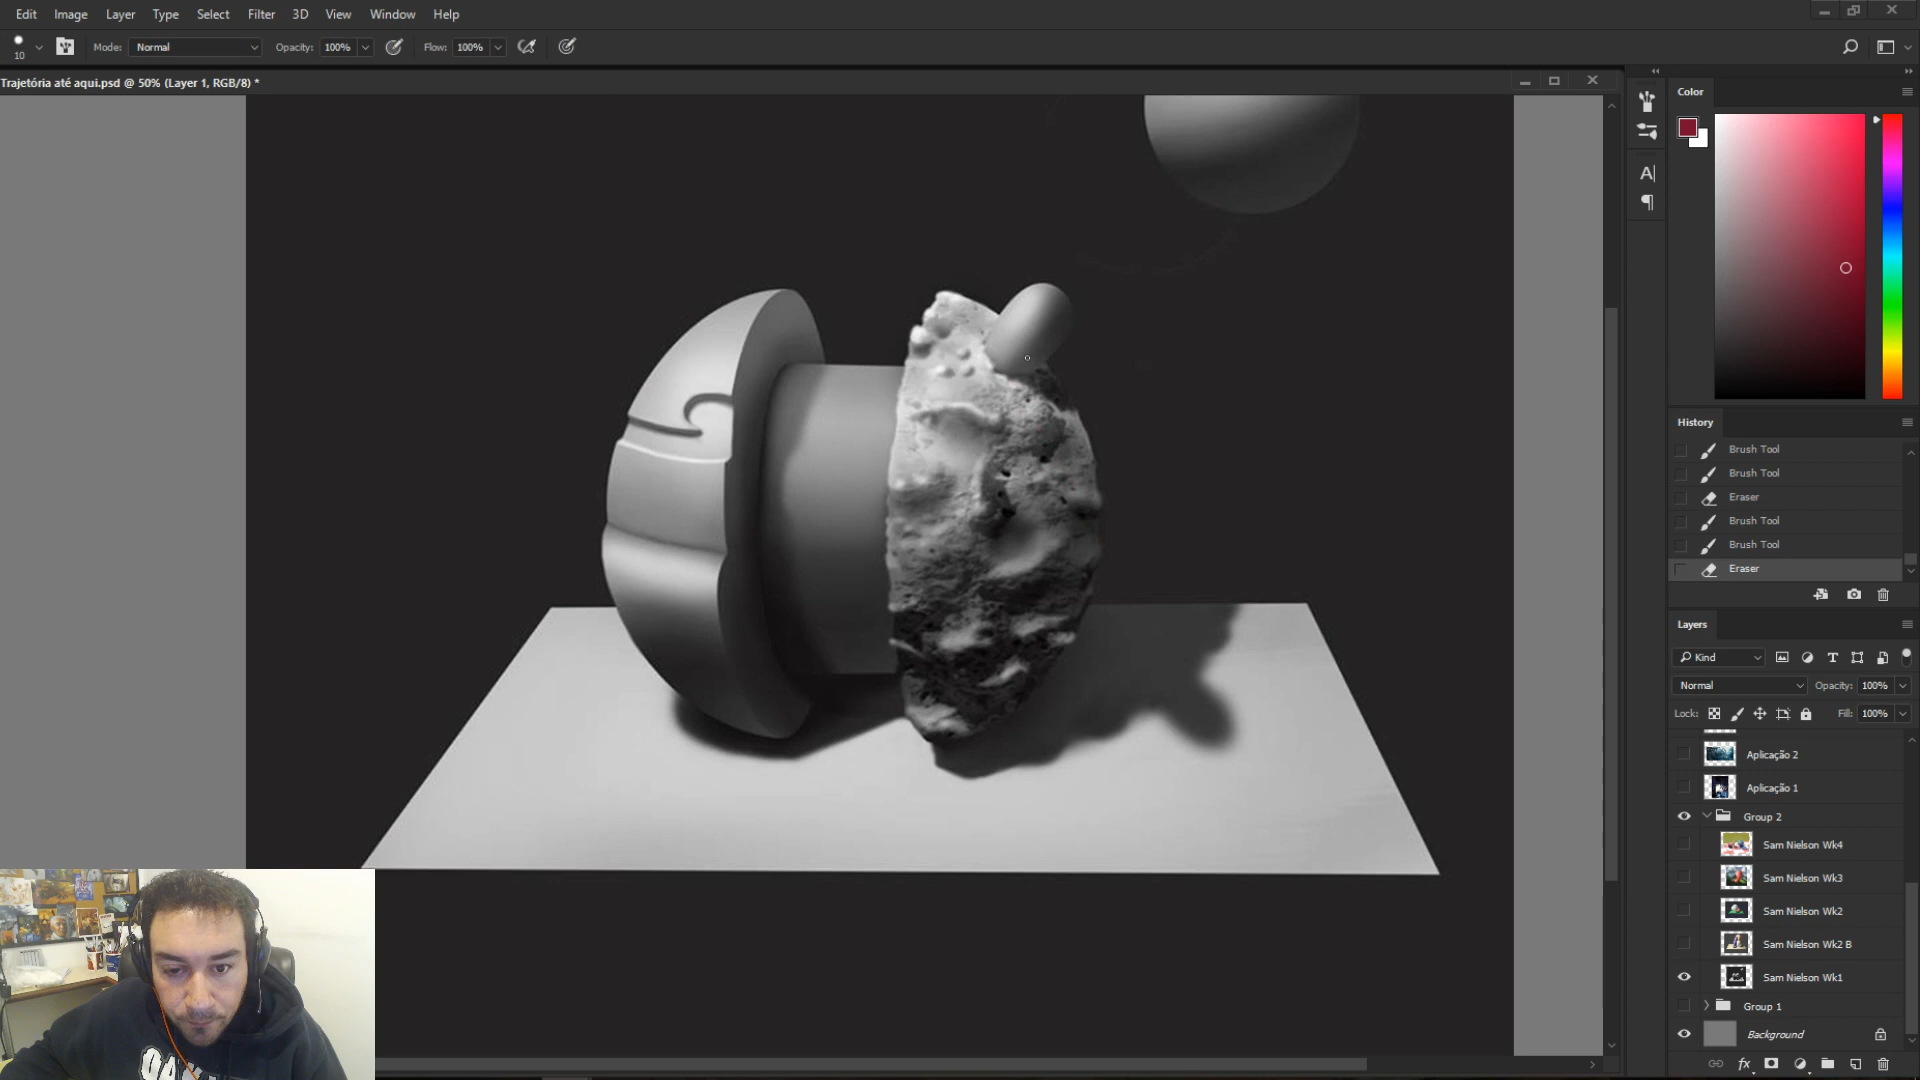 Edit Image Layer Type Select Filter 3D View Window Help
10 Mode: Normal Opacity: 100% Flow: 100%
Trajetória até aqui.psd @ 50% (Layer 1, RGB/8) *
Color
A
¶
History
Brush Tool
Brush Tool
Eraser
Brush Tool
Brush Tool
Eraser
Layers
Kind
T
Normal Opacity: 100%
Lock: Fill: 100%
Aplicação 2
Aplicação 1
Group 2
Sam Nielson Wk4
Sam Nielson Wk3
Sam Nielson Wk2
Sam Nielson Wk2 B
Sam Nielson Wk1
Group 1
Background
fx